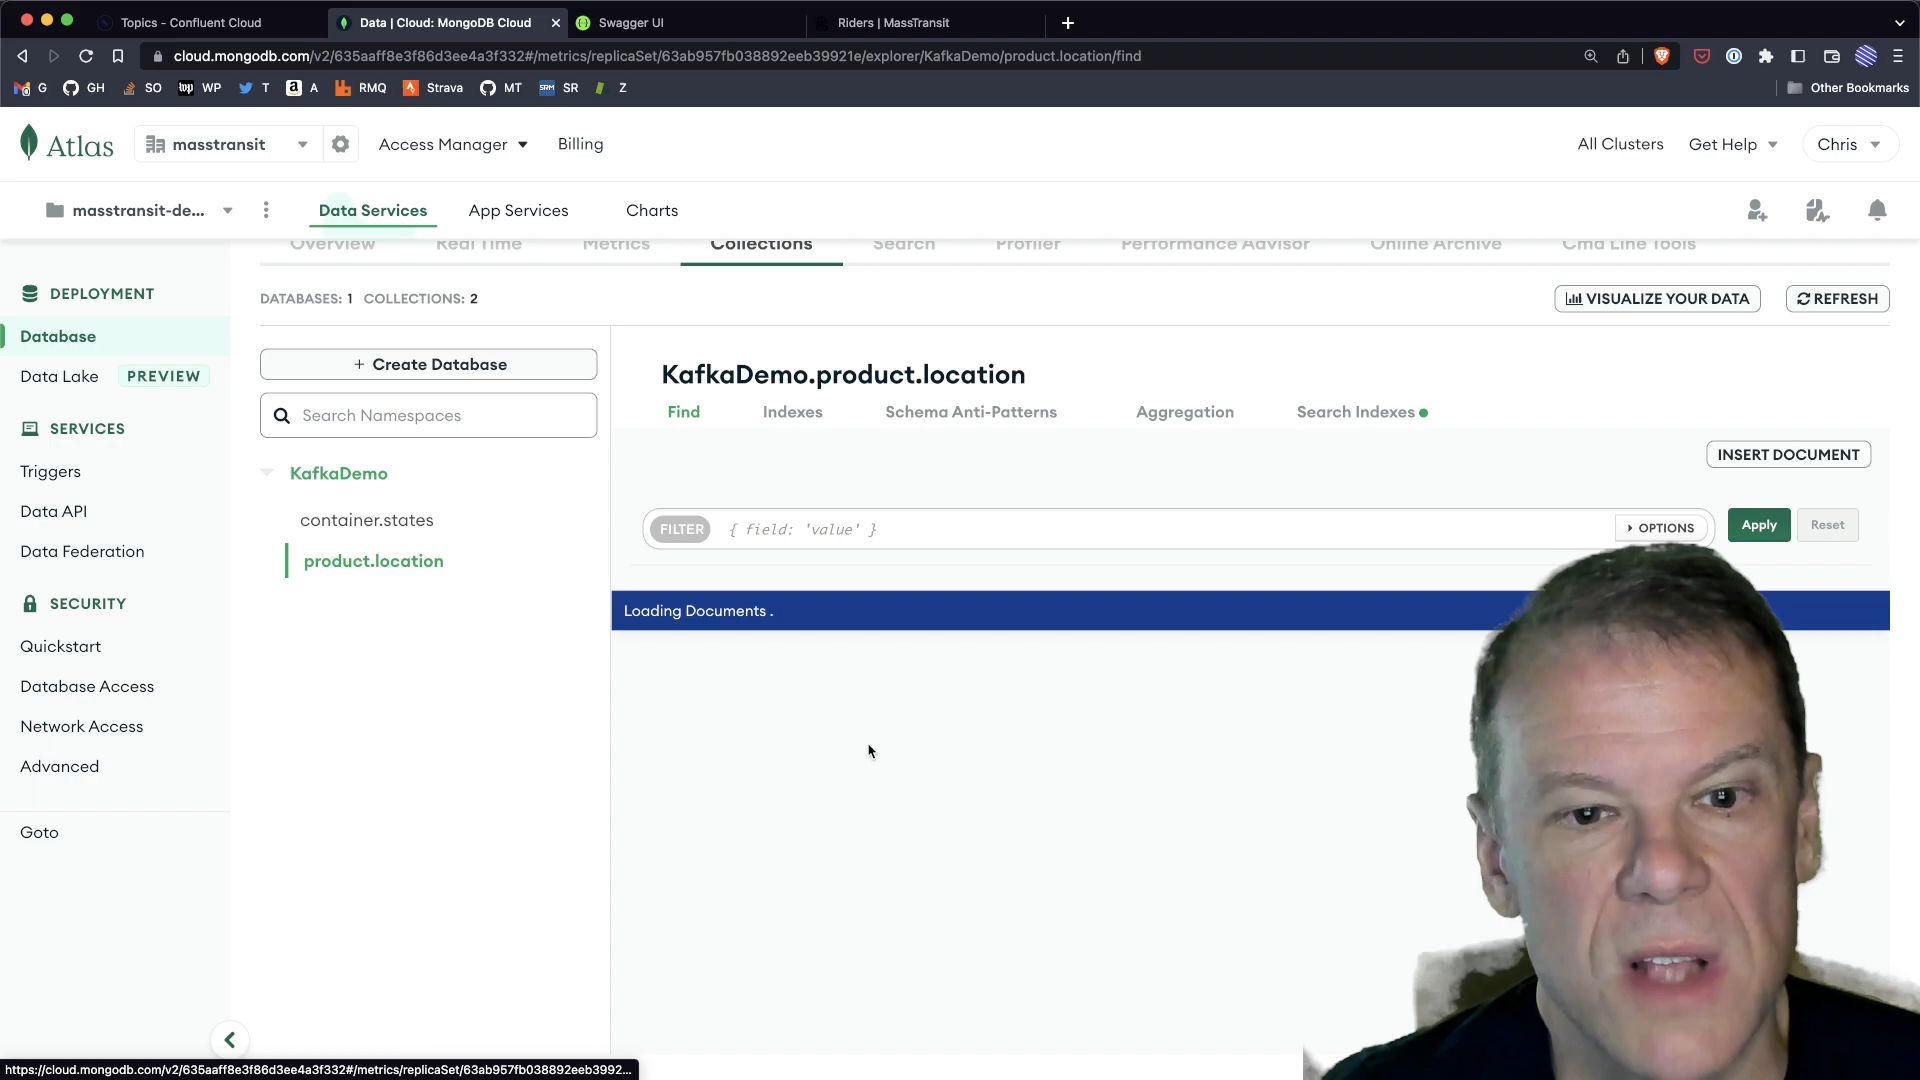 Topics - Confluent Cloud
Data | Cloud: MongoDB Cloud
Swagger UI
Riders | MassTransit
cloud.mongodb.com/v2/635aaff8e3f86d3ee4a3f332#/metrics/replicaSet/63ab957fb038892eeb39921e/explorer/KafkaDemo/product.location/find
G GH SO WP T A RMQ Strava MT SR Z Other Bookmarks
Atlas masstransit Access Manager Billing All Clusters Get Help Chris
masstransit-de... Data Services App Services Charts
Overview Real Time Metrics Collections Search Profiler Performance Advisor Online Archive Cmd Line Tools
DEPLOYMENT
Database
Data Lake PREVIEW
SERVICES
Triggers
Data API
Data Federation
SECURITY
Quickstart
Database Access
Network Access
Advanced
Goto
DATABASES: 1 COLLECTIONS: 2
VISUALIZE YOUR DATA
REFRESH
+ Create Database
Search Namespaces
KafkaDemo
container.states
product.location
KafkaDemo.product.location
Find Indexes Schema Anti-Patterns Aggregation Search Indexes
INSERT DOCUMENT
FILTER { field: 'value' } OPTIONS Apply Reset
Loading Documents .
https://cloud.mongodb.com/v2/635aaff8e3f86d3ee4a3f332#/metrics/replicaSet/63ab957fb038892eeb3992...